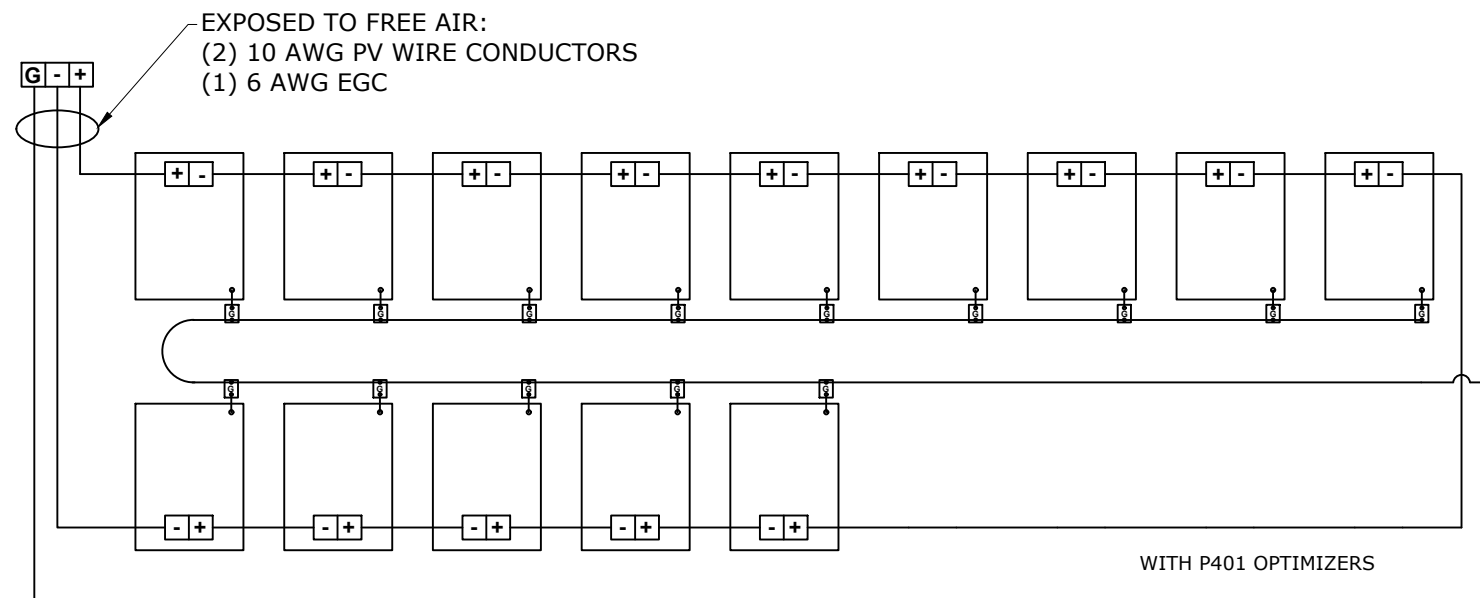 EXPOSED TO FREE AIR:
(2) 10 AWG PV WIRE CONDUCTORS
(1) 6 AWG EGC
G - +
+ - + - + - + - + - + - + - + - + -
G G G G G G G G G
G G G G G
- + - + - + - + - +
WITH P401 OPTIMIZERS